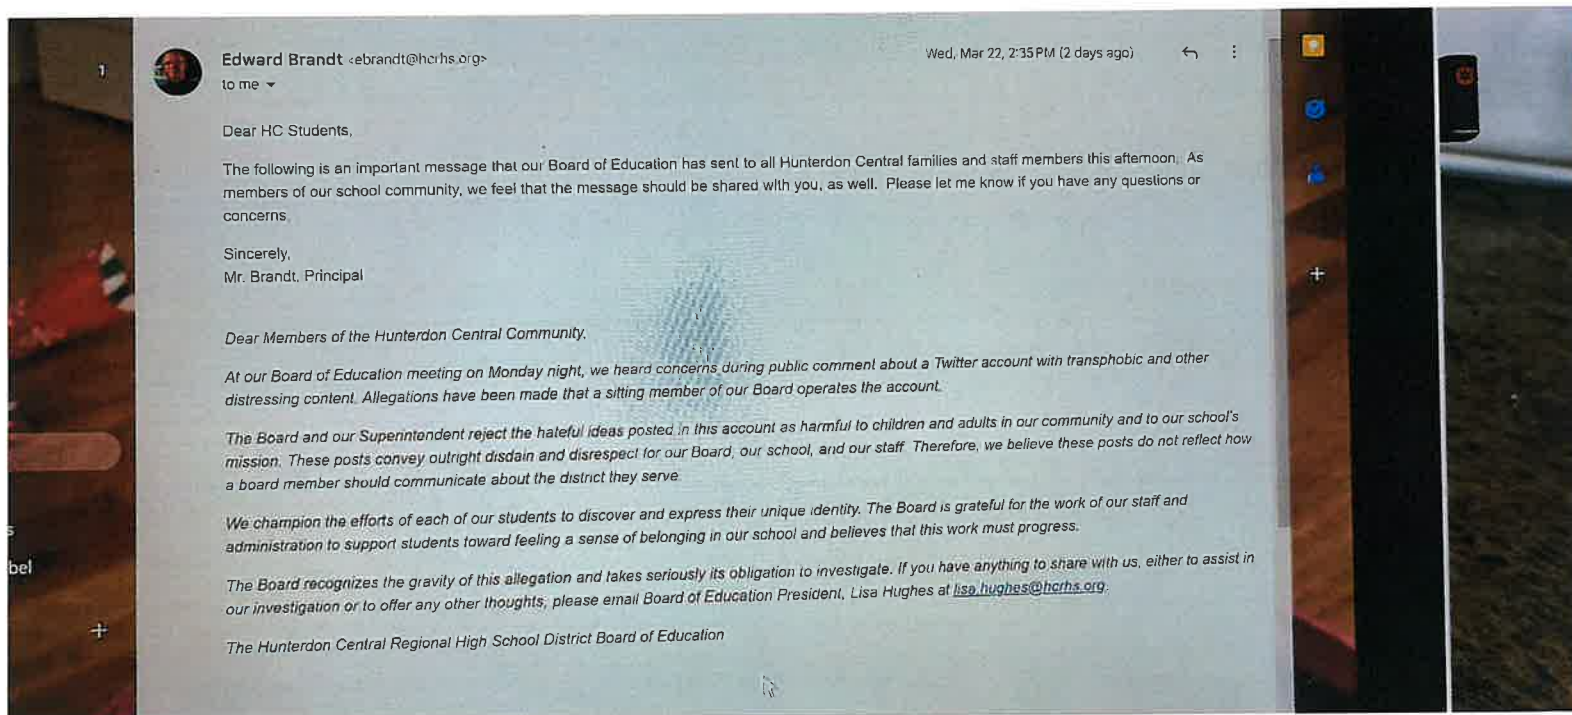 1
Edward Brandt <ebrandt@hcrhs.org>
Wed, Mar 22, 2:35 PM (2 days ago)
to me
Dear HC Students,
The following is an important message that our Board of Education has sent to all Hunterdon Central families and staff members this afternoon. As
members of our school community, we feel that the message should be shared with you, as well. Please let me know if you have any questions or
concerns.
Sincerely,
Mr. Brandt, Principal
Dear Members of the Hunterdon Central Community,
At our Board of Education meeting on Monday night, we heard concerns during public comment about a Twitter account with transphobic and other
distressing content. Allegations have been made that a sitting member of our Board operates the account.
The Board and our Superintendent reject the hateful ideas posted in this account as harmful to children and adults in our community and to our school's
mission. These posts convey outright disdain and disrespect for our Board, our school, and our staff. Therefore, we believe these posts do not reflect how
a board member should communicate about the district they serve.
We champion the efforts of each of our students to discover and express their unique identity. The Board is grateful for the work of our staff and
administration to support students toward feeling a sense of belonging in our school and believes that this work must progress.
The Board recognizes the gravity of this allegation and takes seriously its obligation to investigate. If you have anything to share with us, either to assist in
our investigation or to offer any other thoughts, please email Board of Education President, Lisa Hughes at lisa.hughes@hcrhs.org.
The Hunterdon Central Regional High School District Board of Education
s
bel